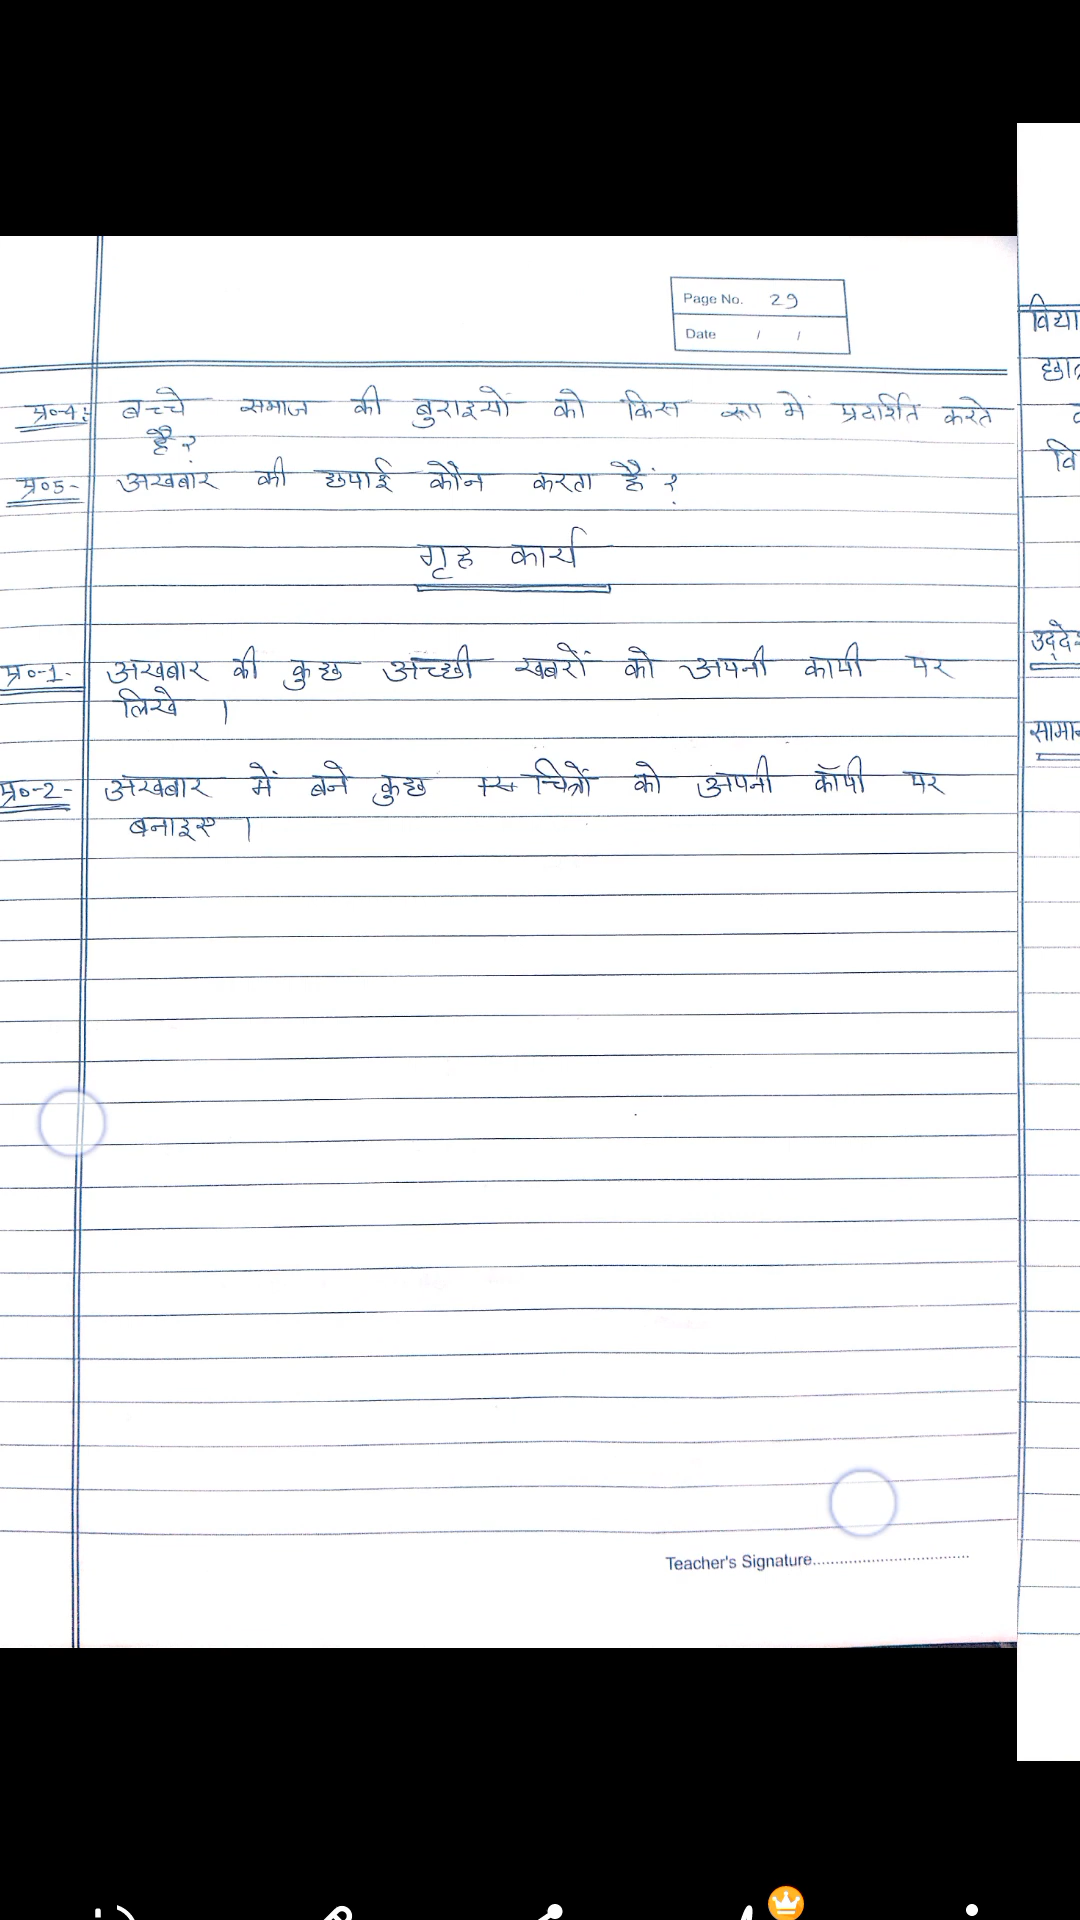 Page No. 29
Date / /
प्र०-4: बच्चे समाज की बुराइयों को किस रूप में प्रदर्शित करते
है ?
प्र०5- अखबार की छपाई कौन करता हैं ?
गृह कार्य
प्र०-1- अखबार की कुछ अच्छी खबरों को अपनी कापी पर
लिखे ।
प्र०-2- अखबार में बने कुछ चित्रों को अपनी कॉपी पर
बनाइए ।
Teacher's Signature..................................
विद्या
छात्र
वि
उद्देश
सामान